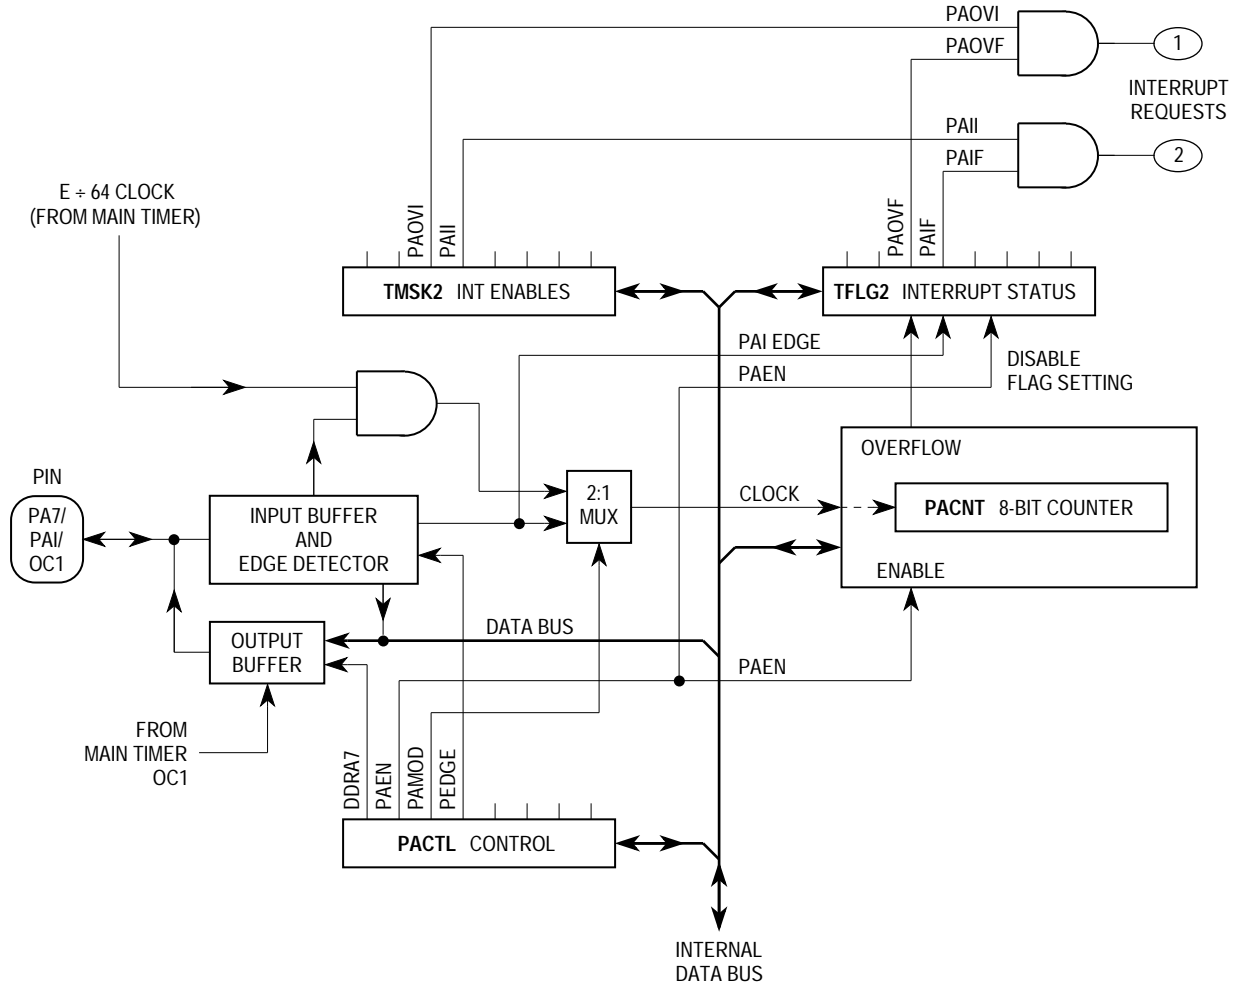 PAOVI
PAOVF
1
INTERRUPT
REQUESTS
PAII
PAIF
2
E ÷ 64 CLOCK
(FROM MAIN TIMER)
PAOVI
PAII
PAOVF
PAIF
TMSK2 INT ENABLES
TFLG2 INTERRUPT STATUS
PAI EDGE
PAEN
DISABLE
FLAG SETTING
OVERFLOW
PIN
PA7/
PAI/
OC1
INPUT BUFFER
AND
EDGE DETECTOR
2:1
MUX
CLOCK
PACNT 8-BIT COUNTER
ENABLE
OUTPUT
BUFFER
DATA BUS
PAEN
FROM
MAIN TIMER
OC1
DDRA7
PAEN
PAMOD
PEDGE
PACTL CONTROL
INTERNAL
DATA BUS